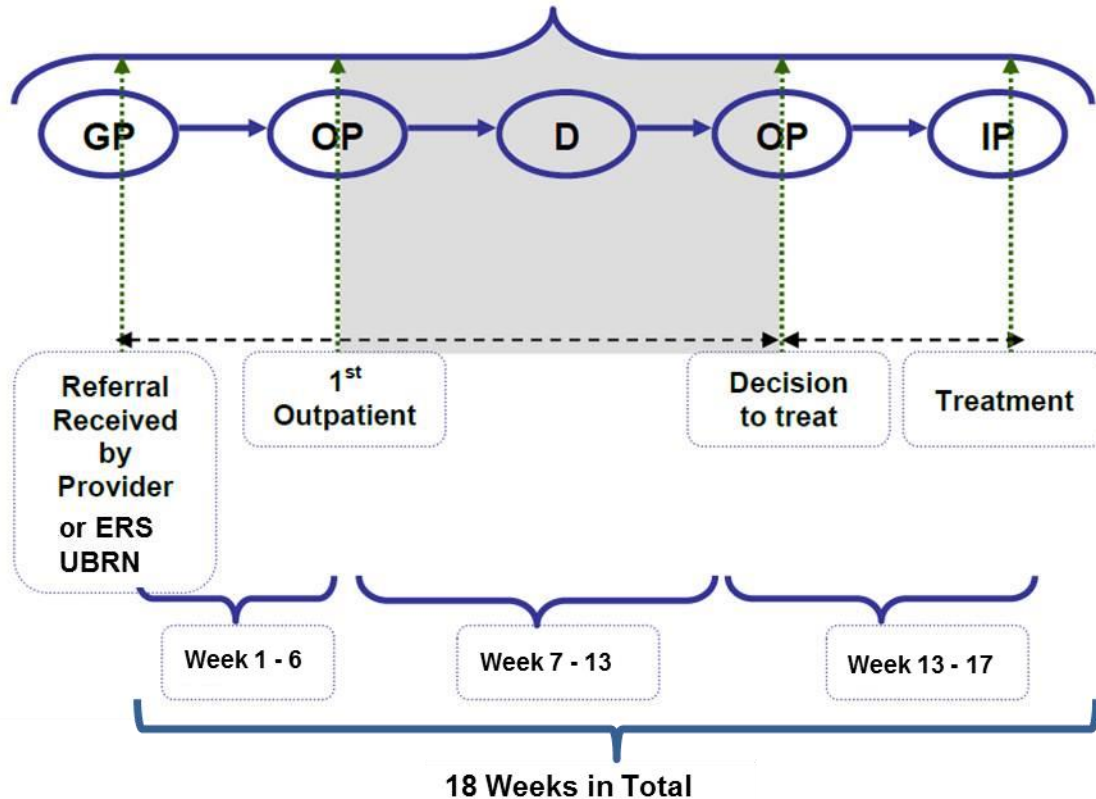 GP
OP
D
OP
IP
Referral
Received
by
Provider
or ERS
UBRN
1st
Outpatient
Decision
to treat
Treatment
Week 1 - 6
Week 7 - 13
Week 13 - 17
18 Weeks in Total